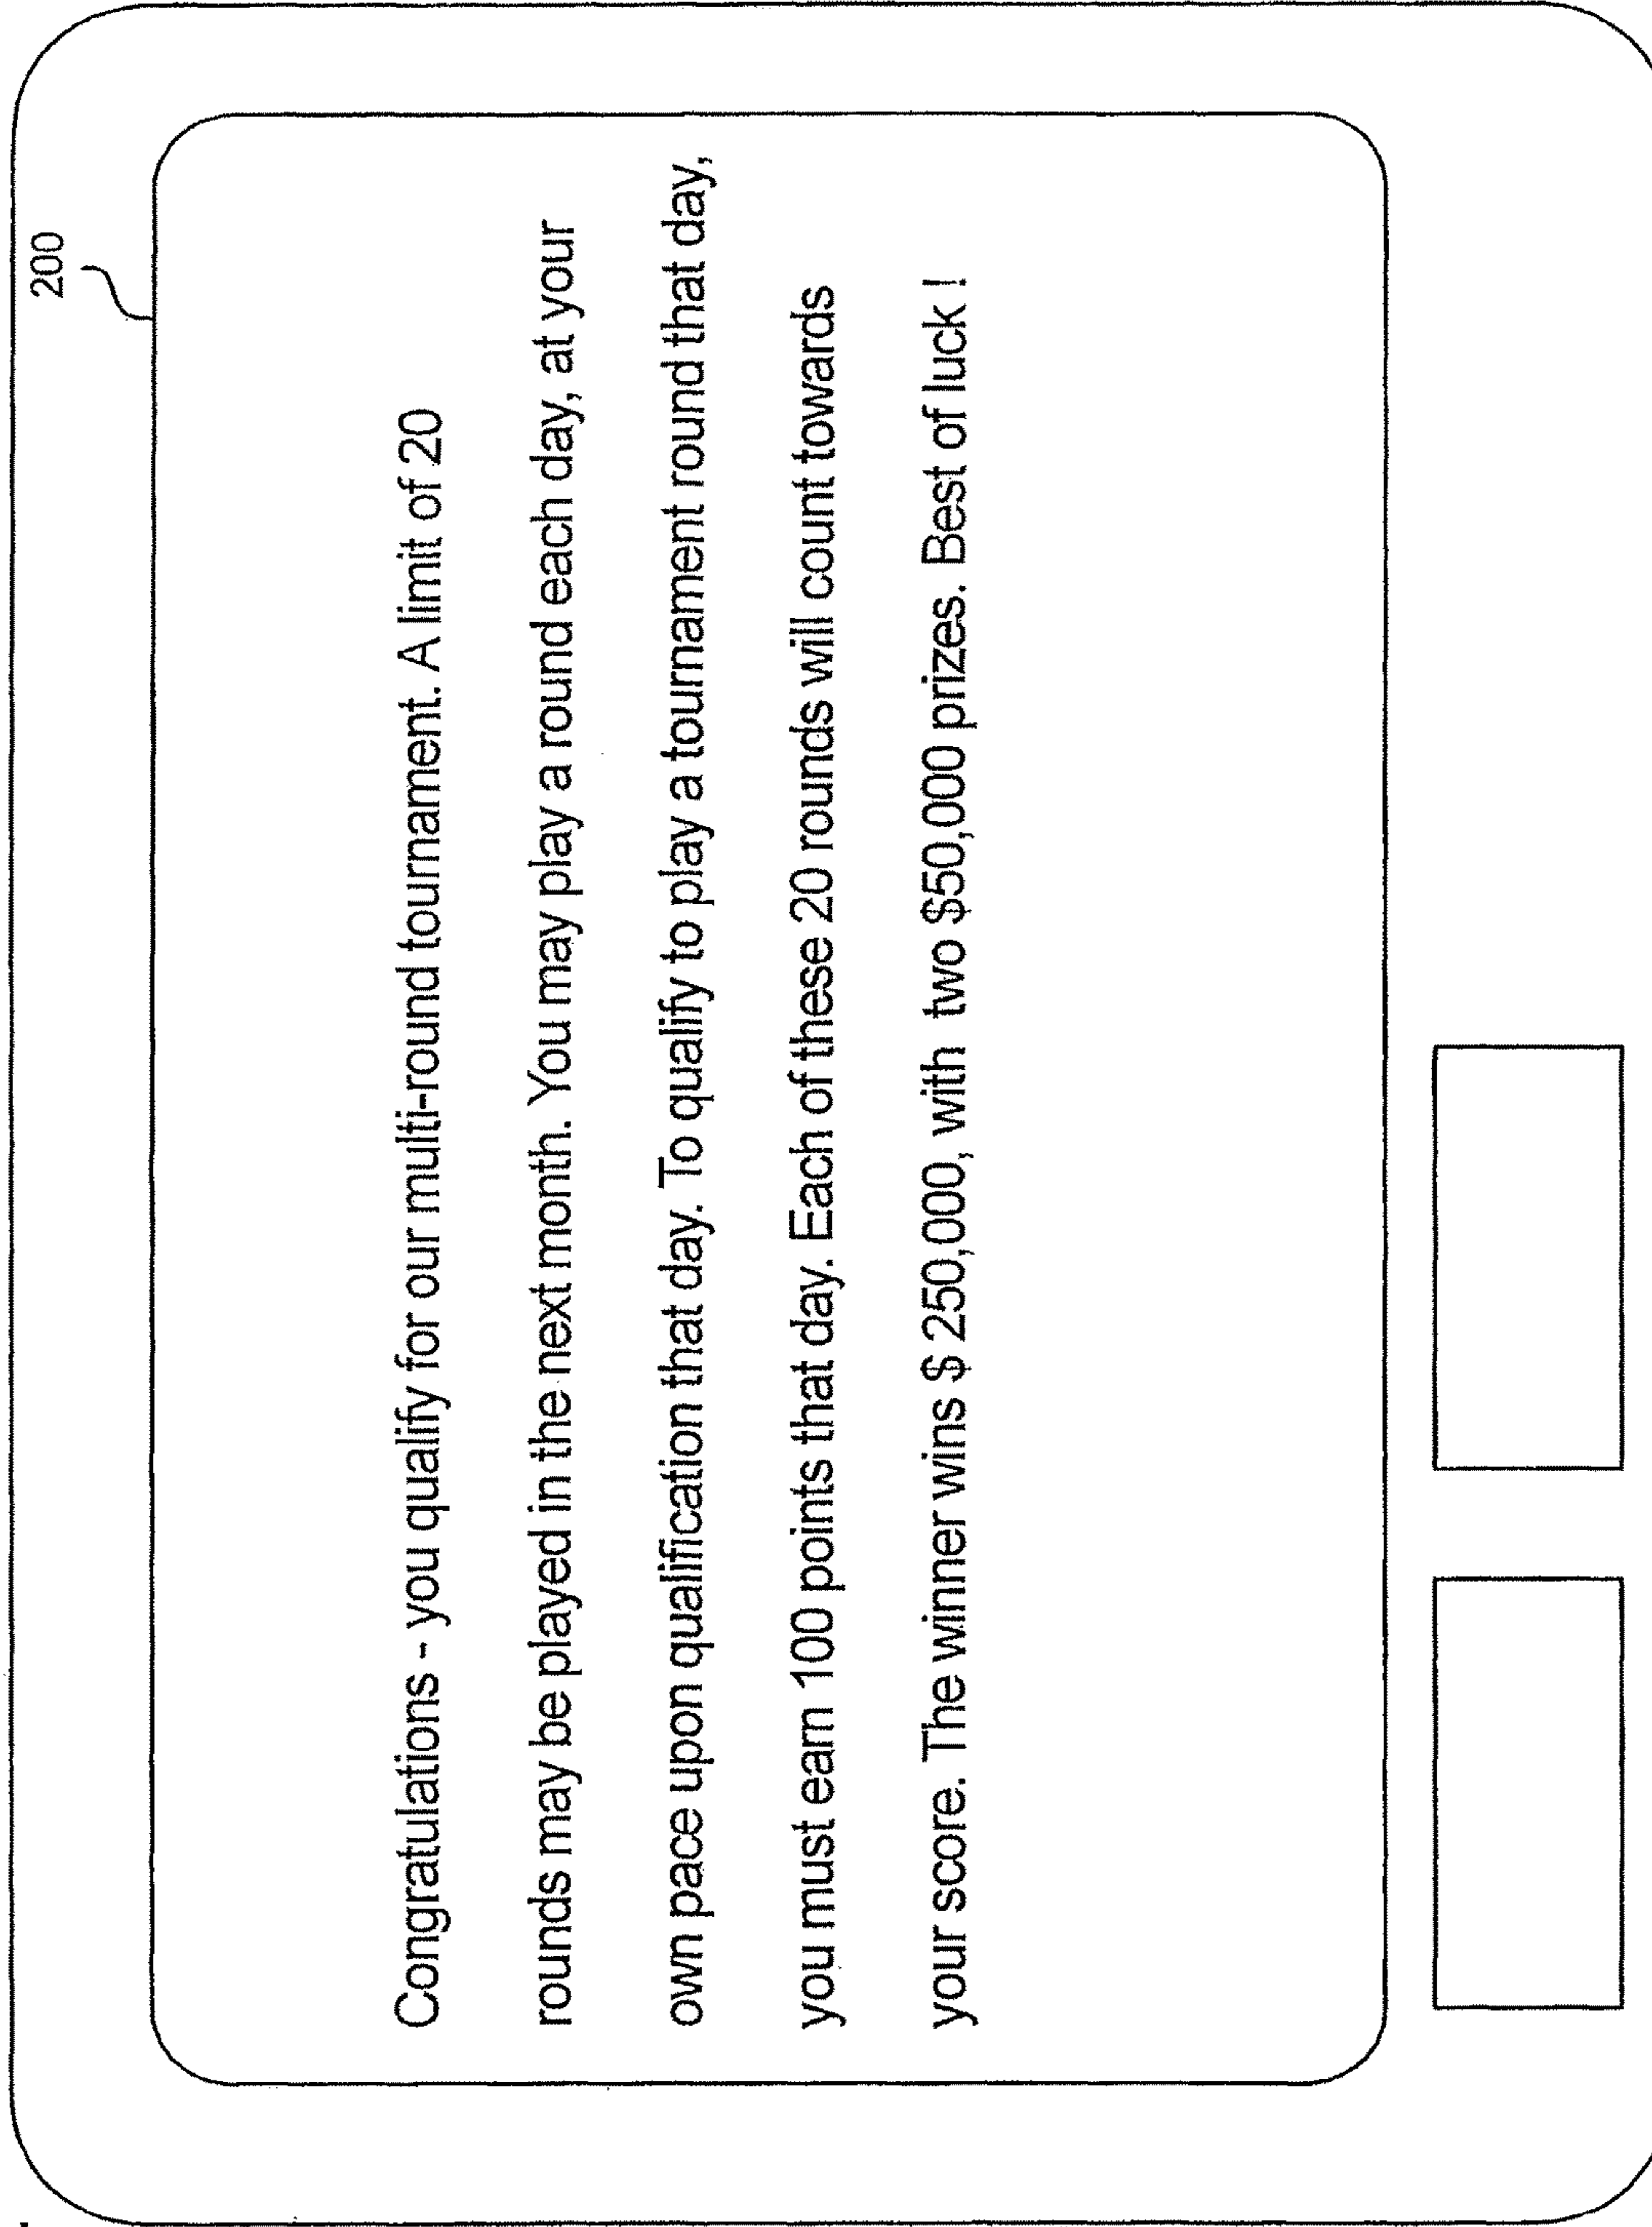 200
Congratulations - you qualify for our multi-round tournament. A limit of 20
rounds may be played in the next month. You may play a round each day, at your
own pace upon qualification that day. To qualify to play a tournament round that day,
you must earn 100 points that day. Each of these 20 rounds will count towards
your score. The winner wins $ 250,000, with two $50,000 prizes. Best of luck !